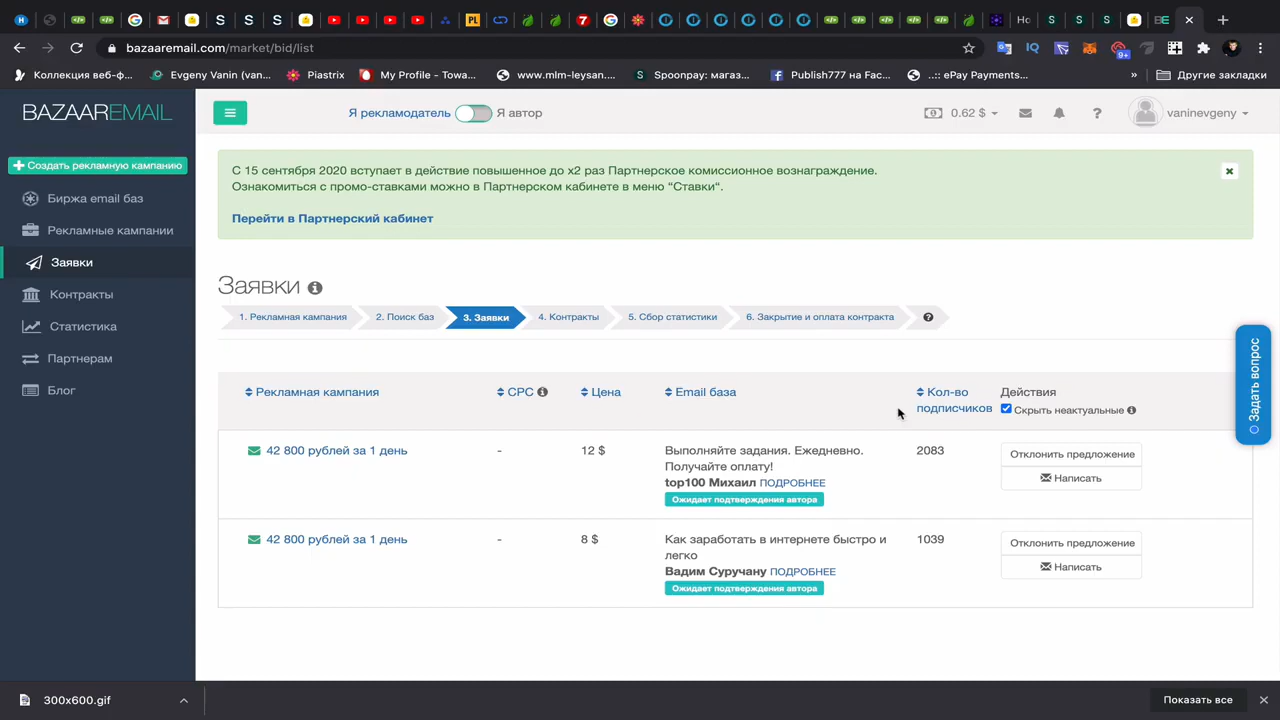 bazaaremail.com/market/bid/list
9+
Коллекция веб-ф...
Evgeny Vanin (van...
Piastrix
My Profile - Towa...
www.mlm-leysan.…
Spoonpay: магаз...
Publish777 на Fac...
..:: ePay Payments...
»
Другие закладки
BAZAAREMAIL
Я рекламодатель
Я автор
0.62 $
?
vaninevgeny
Создать рекламную кампанию
Биржа email баз
Рекламные кампании
Заявки
Контракты
Статистика
Партнерам
Блог
С 15 сентября 2020 вступает в действие повышенное до x2 раз Партнерское комиссионное вознаграждение.
Ознакомиться с промо-ставками можно в Партнерском кабинете в меню “Ставки“.
Перейти в Партнерский кабинет
Заявки
1. Рекламная кампания
2. Поиск баз
3. Заявки
4. Контракты
5. Сбор статистики
6. Закрытие и оплата контракта
?
Рекламная кампания
CPC
Цена
Email база
Кол-во
подписчиков
Действия
Скрыть неактуальные
42 800 рублей за 1 день
-
12 $
Выполняйте задания. Ежедневно.
Получайте оплату!
top100 Михаил ПОДРОБНЕЕ
Ожидает подтверждения автора
2083
Отклонить предложение
Написать
42 800 рублей за 1 день
-
8 $
Как заработать в интернете быстро и
легко
Вадим Суручану ПОДРОБНЕЕ
Ожидает подтверждения автора
1039
Отклонить предложение
Написать
Задать вопрос
300x600.gif
Показать все